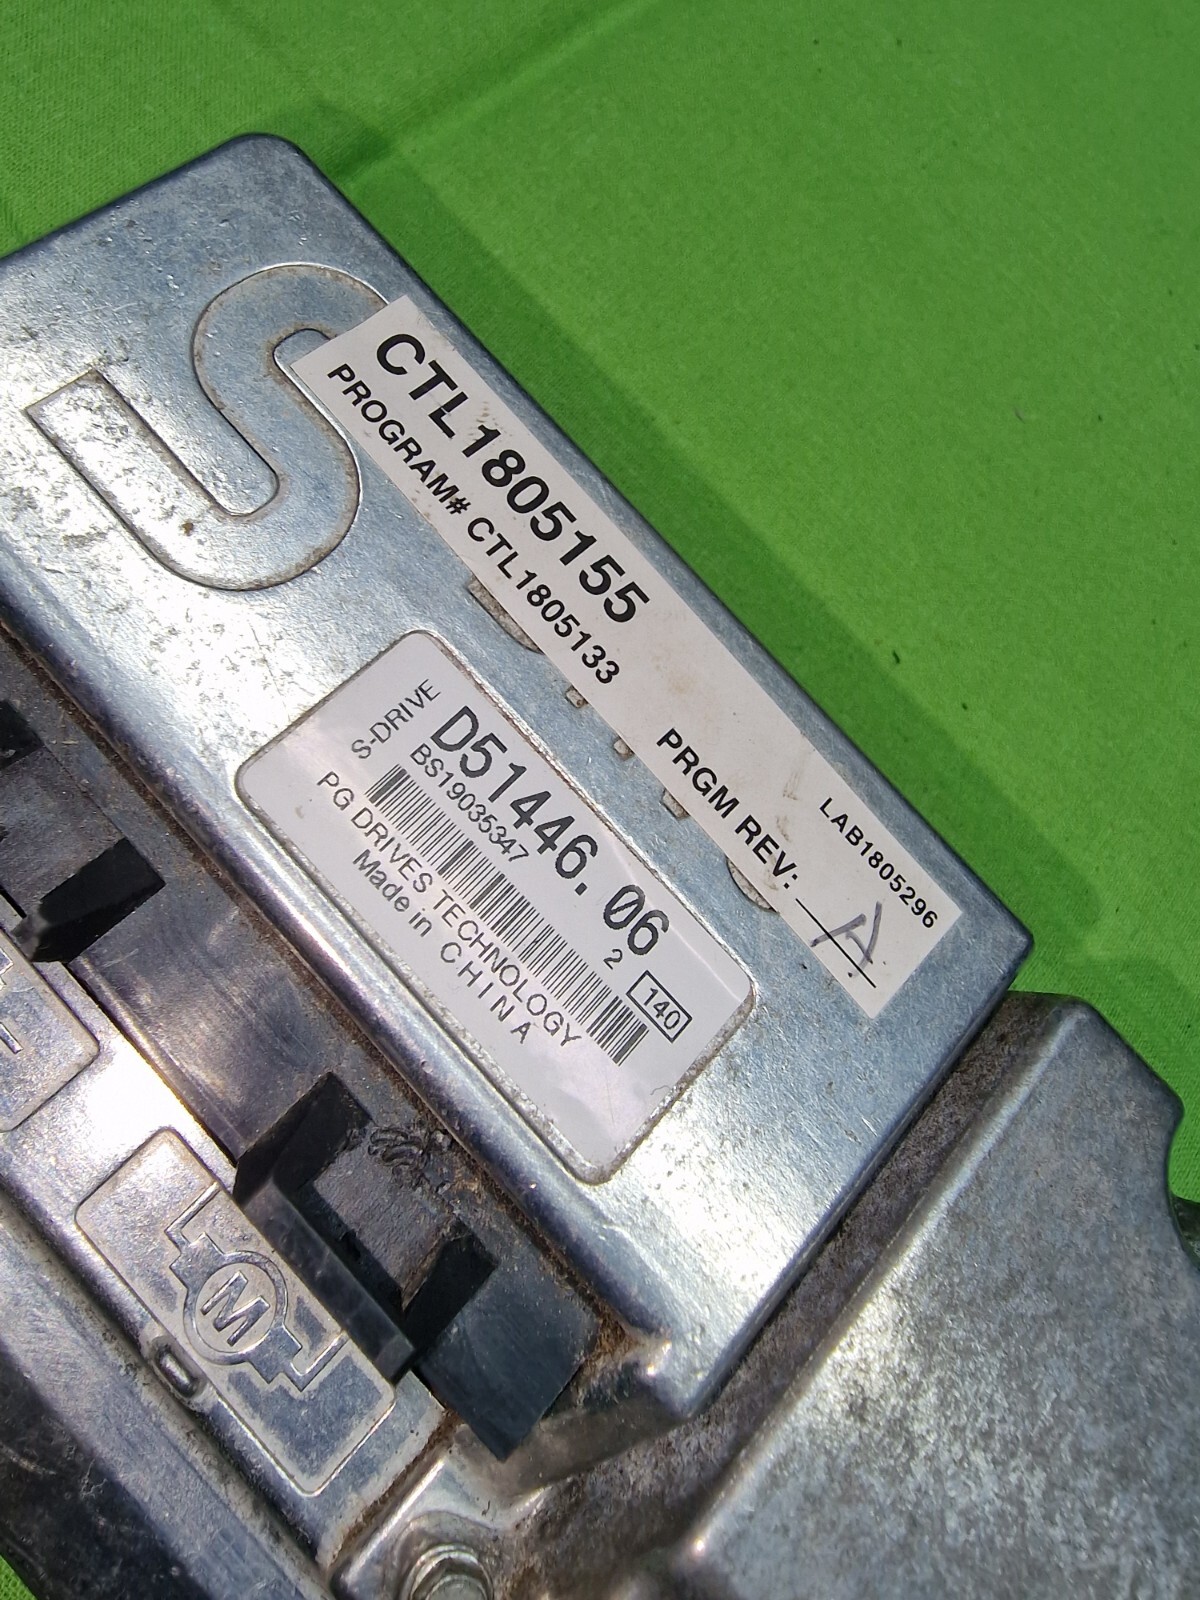 S
CTL1805155
PROGRAM# CTL1805133
PRGM REV: A
LAB1805296
S-DRIVE
D51446.06
BS19035347
2
140
PG DRIVES TECHNOLOGY
Made in CHINA
M